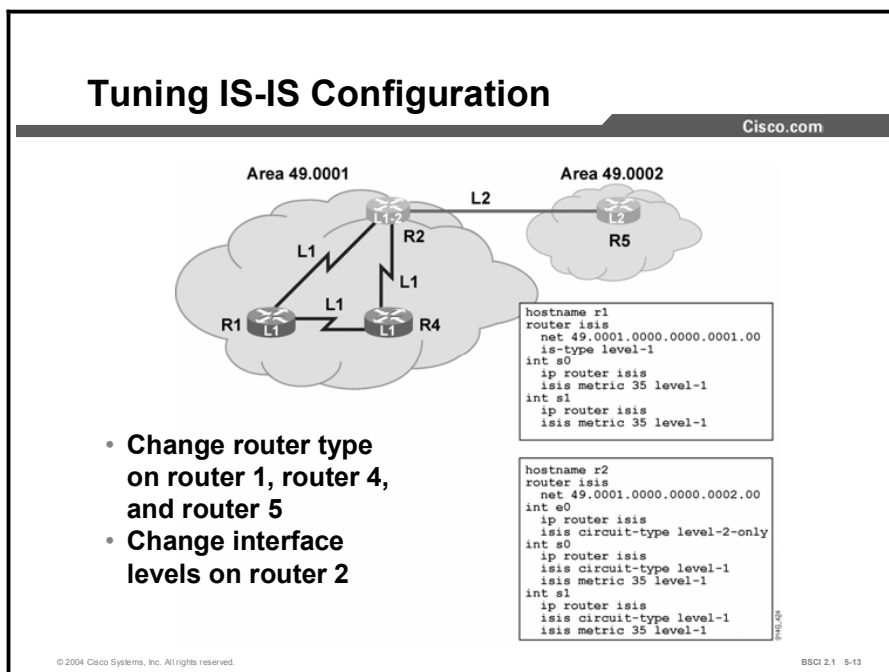 Tuning IS-IS Configuration
Cisco.com
Area 49.0001
Area 49.0002
L2
L1-2
L2
R2
R5
L1
L1
L1
R1
L1
L1
R4
hostname r1
router isis
net 49.0001.0000.0000.0001.00
is-type level-1
int s0
ip router isis
isis metric 35 level-1
int s1
ip router isis
isis metric 35 level-1
• Change router type
on router 1, router 4,
and router 5
• Change interface
levels on router 2
hostname r2
router isis
net 49.0001.0000.0000.0002.00
int e0
ip router isis
isis circuit-type level-2-only
int s0
ip router isis
isis circuit-type level-1
isis metric 35 level-1
int s1
ip router isis
isis circuit-type level-1
isis metric 35 level-1
© 2004 Cisco Systems, Inc. All rights reserved.
BSCI 2.1 5-13